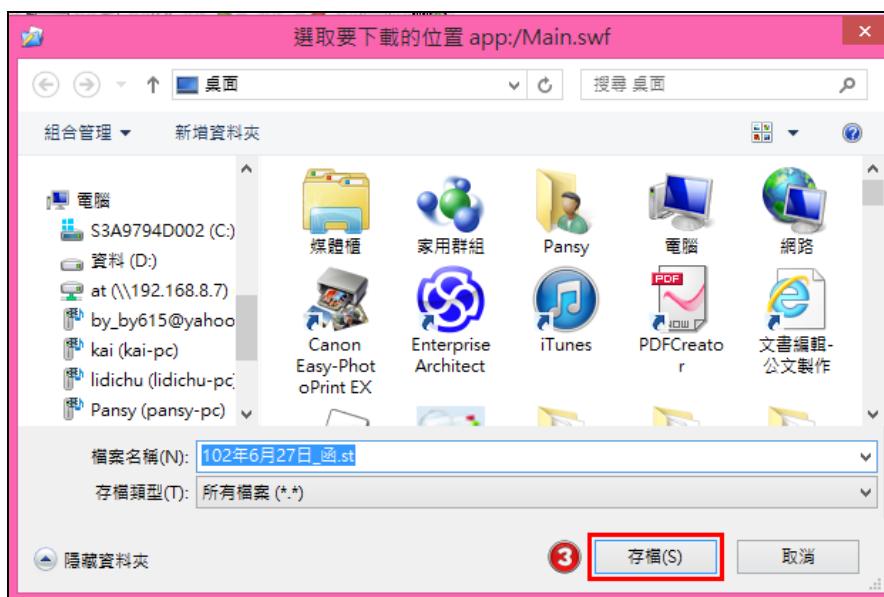 選取要下載的位置 app:/Main.swf
桌面
搜尋 桌面
組合管理
新增資料夾
電腦
S3A9794D002 (C:)
資料 (D:)
at (\\192.168.8.7)
by_by615@yahoo
kai (kai-pc)
lidichu (lidichu-pc
Pansy (pansy-pc)
媒體櫃
家用群組
Pansy
電腦
網路
Canon
Easy-Phot
oPrint EX
Enterprise
Architect
iTunes
PDF
PDFCreato
r
文書編輯-
公文製作
檔案名稱(N):
102年6月27日_函.st
存檔類型(T):
所有檔案 (*.*)
隱藏資料夾
3
存檔(S)
取消